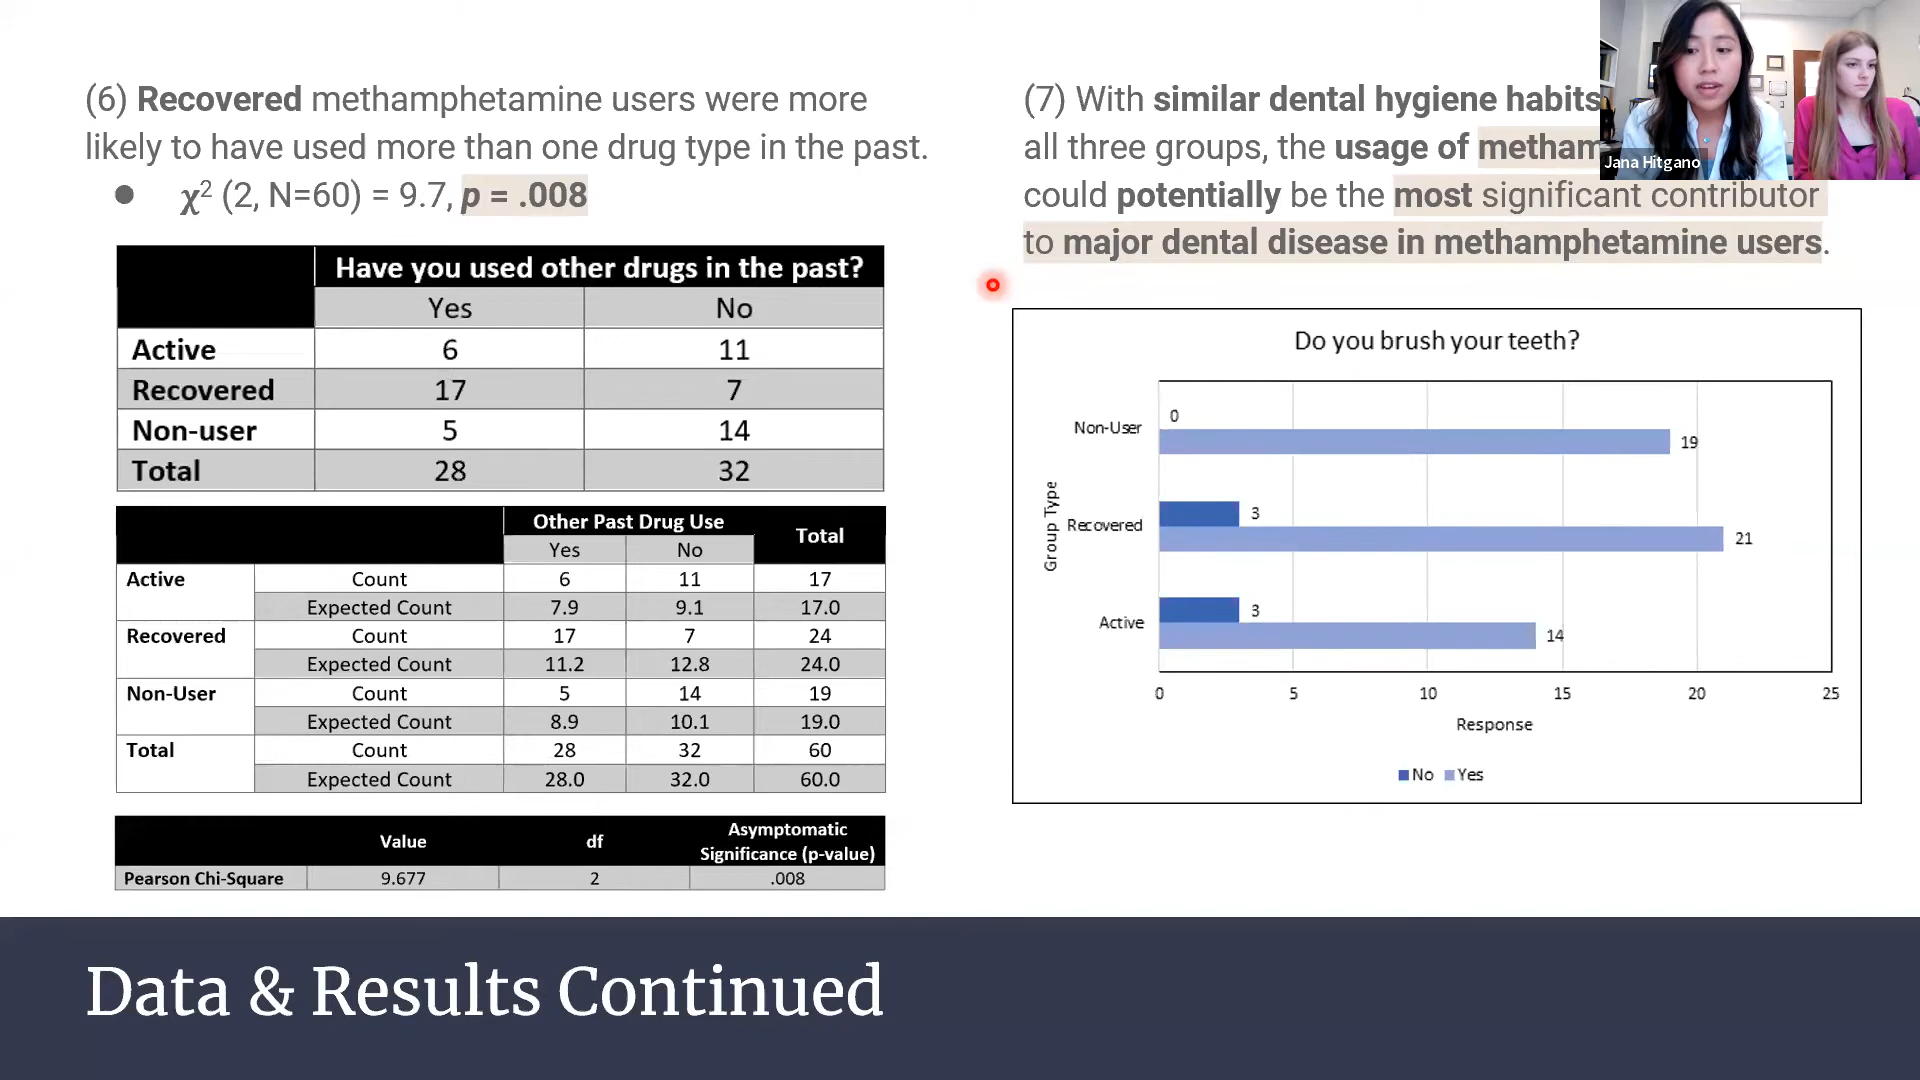 (6) Recovered methamphetamine users were more
likely to have used more than one drug type in the past.
● χ² (2, N=60) = 9.7, p = .008
Have you used other drugs in the past?
Yes No
Active 6 11
Recovered 17 7
Non-user 5 14
Total 28 32
Other Past Drug Use Total
Yes No
Active Count 6 11 17
Expected Count 7.9 9.1 17.0
Recovered Count 17 7 24
Expected Count 11.2 12.8 24.0
Non-User Count 5 14 19
Expected Count 8.9 10.1 19.0
Total Count 28 32 60
Expected Count 28.0 32.0 60.0
Value df Asymptomatic
Significance (p-value)
Pearson Chi-Square 9.677 2 .008
(7) With similar dental hygiene habits
all three groups, the usage of metham
could potentially be the most significant contributor
to major dental disease in methamphetamine users.
Jana Hitgano
Do you brush your teeth?
Group Type
Non-User 0
19
Recovered 3
21
Active 3
14
0 5 10 15 20 25
Response
No Yes
Data & Results Continued